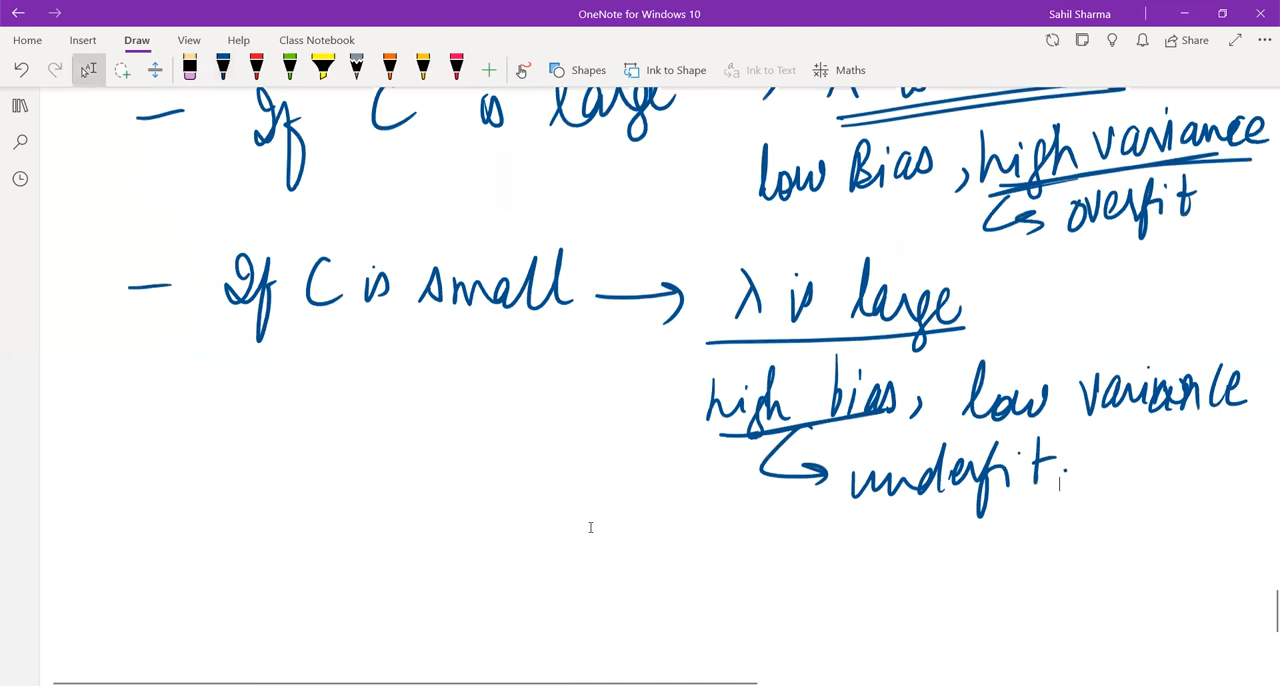 OneNote for Windows 10
Sahil Sharma
Home Insert Draw View Help Class Notebook
Share
Shapes Ink to Shape Ink to Text Maths
- If C is large , λ is
low Bias, high variance
↳ overfit
- If C is small → λ is large
high bias, low variance
↳ underfit.